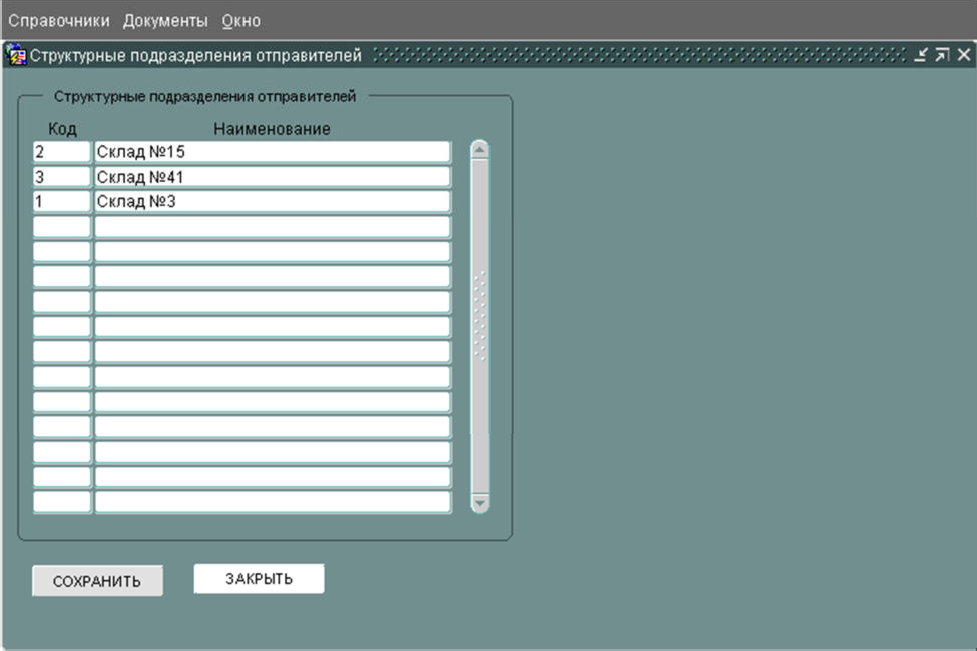 Справочники Документы Окно
Структурные подразделения отправителей
Структурные подразделения отправителей
Код Наименование
2 Склад №15
3 Склад №41
1 Склад №3
СОХРАНИТЬ ЗАКРЫТЬ